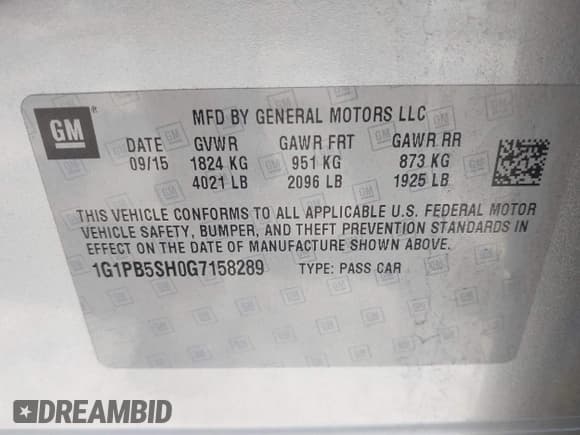 GM
MFD BY GENERAL MOTORS LLC
DATE GVWR GAWR FRT GAWR RR
09/15 1824 KG 951 KG 873 KG
4021 LB 2096 LB 1925 LB
THIS VEHICLE CONFORMS TO ALL APPLICABLE U.S. FEDERAL MOTOR
VEHICLE SAFETY, BUMPER, AND THEFT PREVENTION STANDARDS IN
EFFECT ON THE DATE OF MANUFACTURE SHOWN ABOVE.
1G1PB5SH0G7158289 TYPE: PASS CAR
DREAMBID